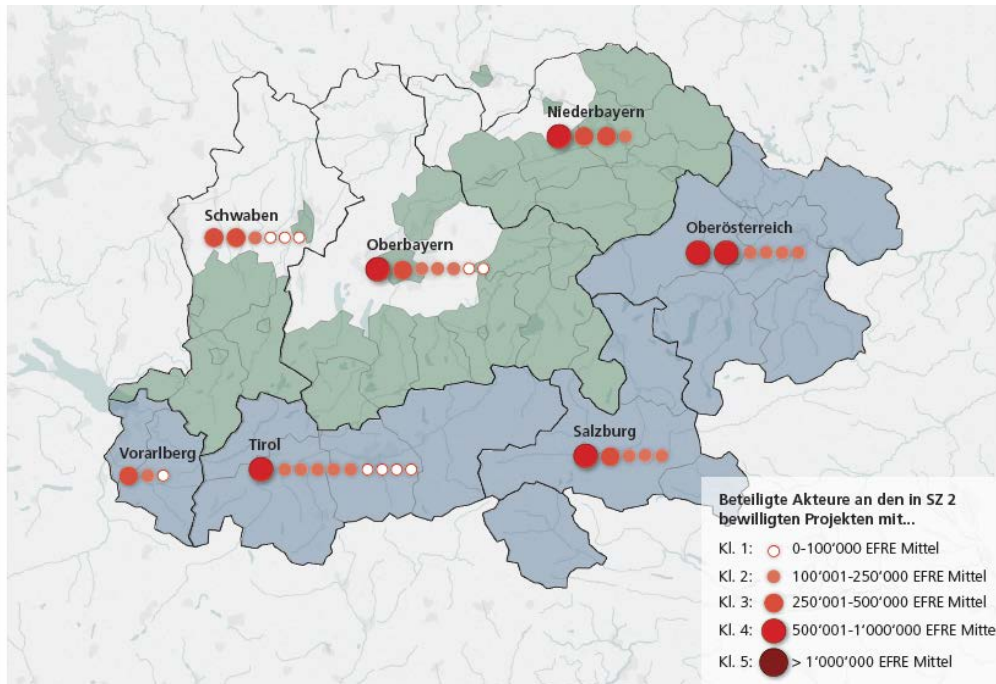 Niederbayern
Schwaben
Oberbayern
Oberösterreich
Vorarlberg
Tirol
Salzburg
Beteiligte Akteure an den in SZ 2
bewilligten Projekten mit...
Kl. 1: 0-100'000 EFRE Mittel
Kl. 2: 100'001-250'000 EFRE Mittel
Kl. 3: 250'001-500'000 EFRE Mittel
Kl. 4: 500'001-1'000'000 EFRE Mitte
Kl. 5: > 1'000'000 EFRE Mittel